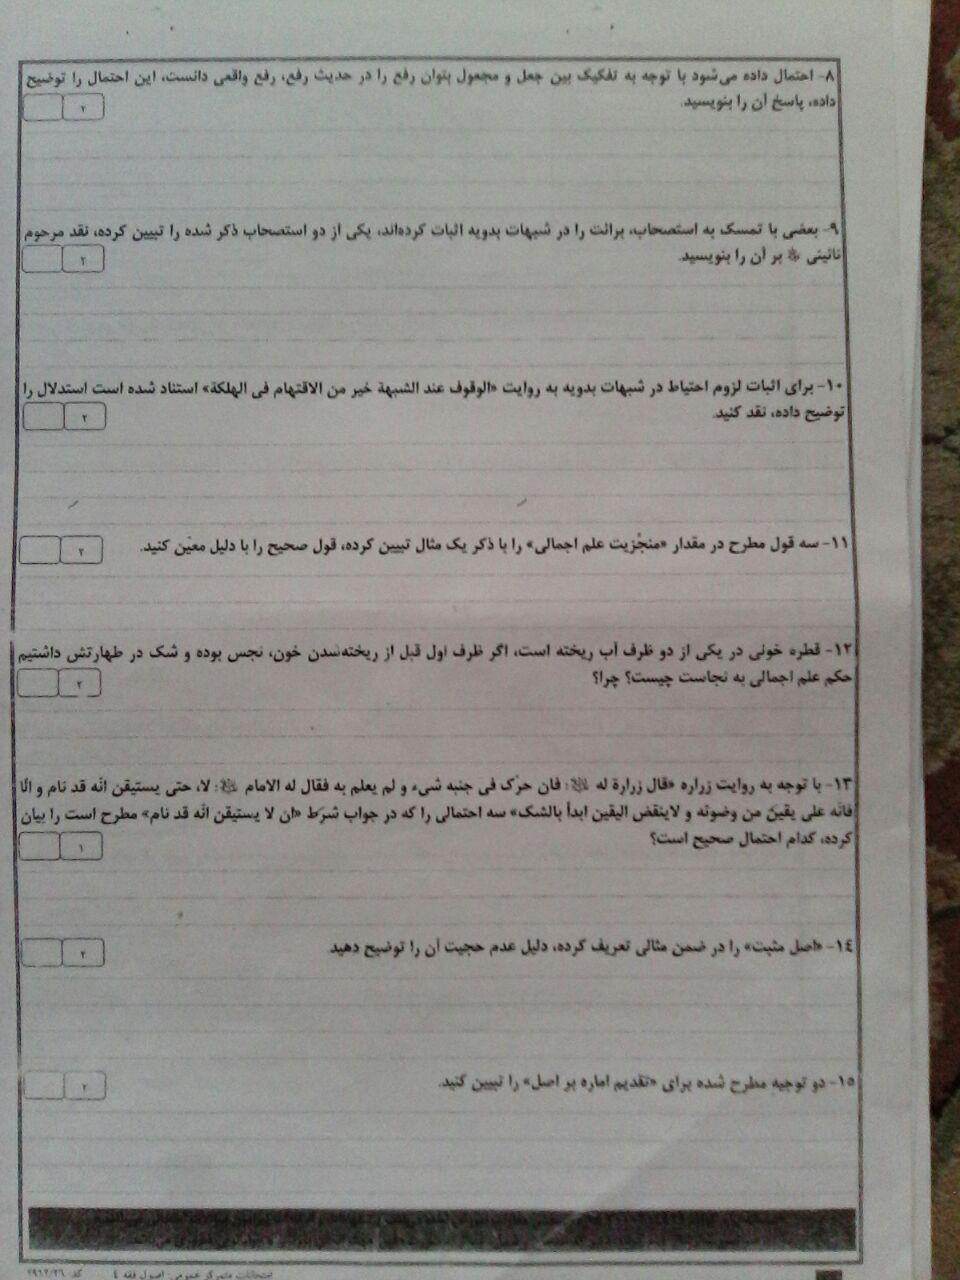 ۸- احتمال داده می‌شود با توجه به تفکیک بین جعل و مجعول بتوان رفع را در حدیث رفع، رفع واقعی دانست، این احتمال را توضیح
داده، پاسخ آن را بنویسید.
۲
۹- بعضی با تمسک به استصحاب، برائت را در شبهات بدویه اثبات کرده‌اند، یکی از دو استصحاب ذکر شده را تبیین کرده، نقد مرحوم
نائینی بر آن را بنویسید.
۲
۱۰- برای اثبات لزوم احتیاط در شبهات بدویه به روایت «الوقوف عند الشبهة خیر من الاقتهام فی الهلکة» استناد شده است استدلال را
توضیح داده، نقد کنید.
۲
۱۱- سه قول مطرح در مقدار «منجّزیت علم اجمالی» را با ذکر یک مثال تبیین کرده، قول صحیح را با دلیل معیّن کنید.
۲
۱۲- قطره خونی در یکی از دو ظرف آب ریخته است، اگر ظرف اول قبل از ریخته‌شدن خون، نجس بوده و شک در طهارتش داشتیم
حکم علم اجمالی به نجاست چیست؟ چرا؟
۲
۱۳- با توجه به روایت زراره «قال زرارة له : فان حرّک فی جنبه شیء و لم یعلم به فقال له الامام : لا، حتی یستیقن انّه قد نام و الّا
فانّه علی یقینٍ من وضوئه و لاینقض الیقین ابداً بالشک» سه احتمالی را که در جواب شرط «ان لا یستیقن انّه قد نام» مطرح است را بیان
کرده، کدام احتمال صحیح است؟
۱
۱۴- «اصل مثبت» را در ضمن مثالی تعریف کرده، دلیل عدم حجیت آن را توضیح دهید
۲
۱۵- دو توجیه مطرح شده برای «تقدیم اماره بر اصل» را تبیین کنید.
۲
امتحانات متمرکز عمومی: اصول فقه ۴ کد ۲۹۱۲/۲۶